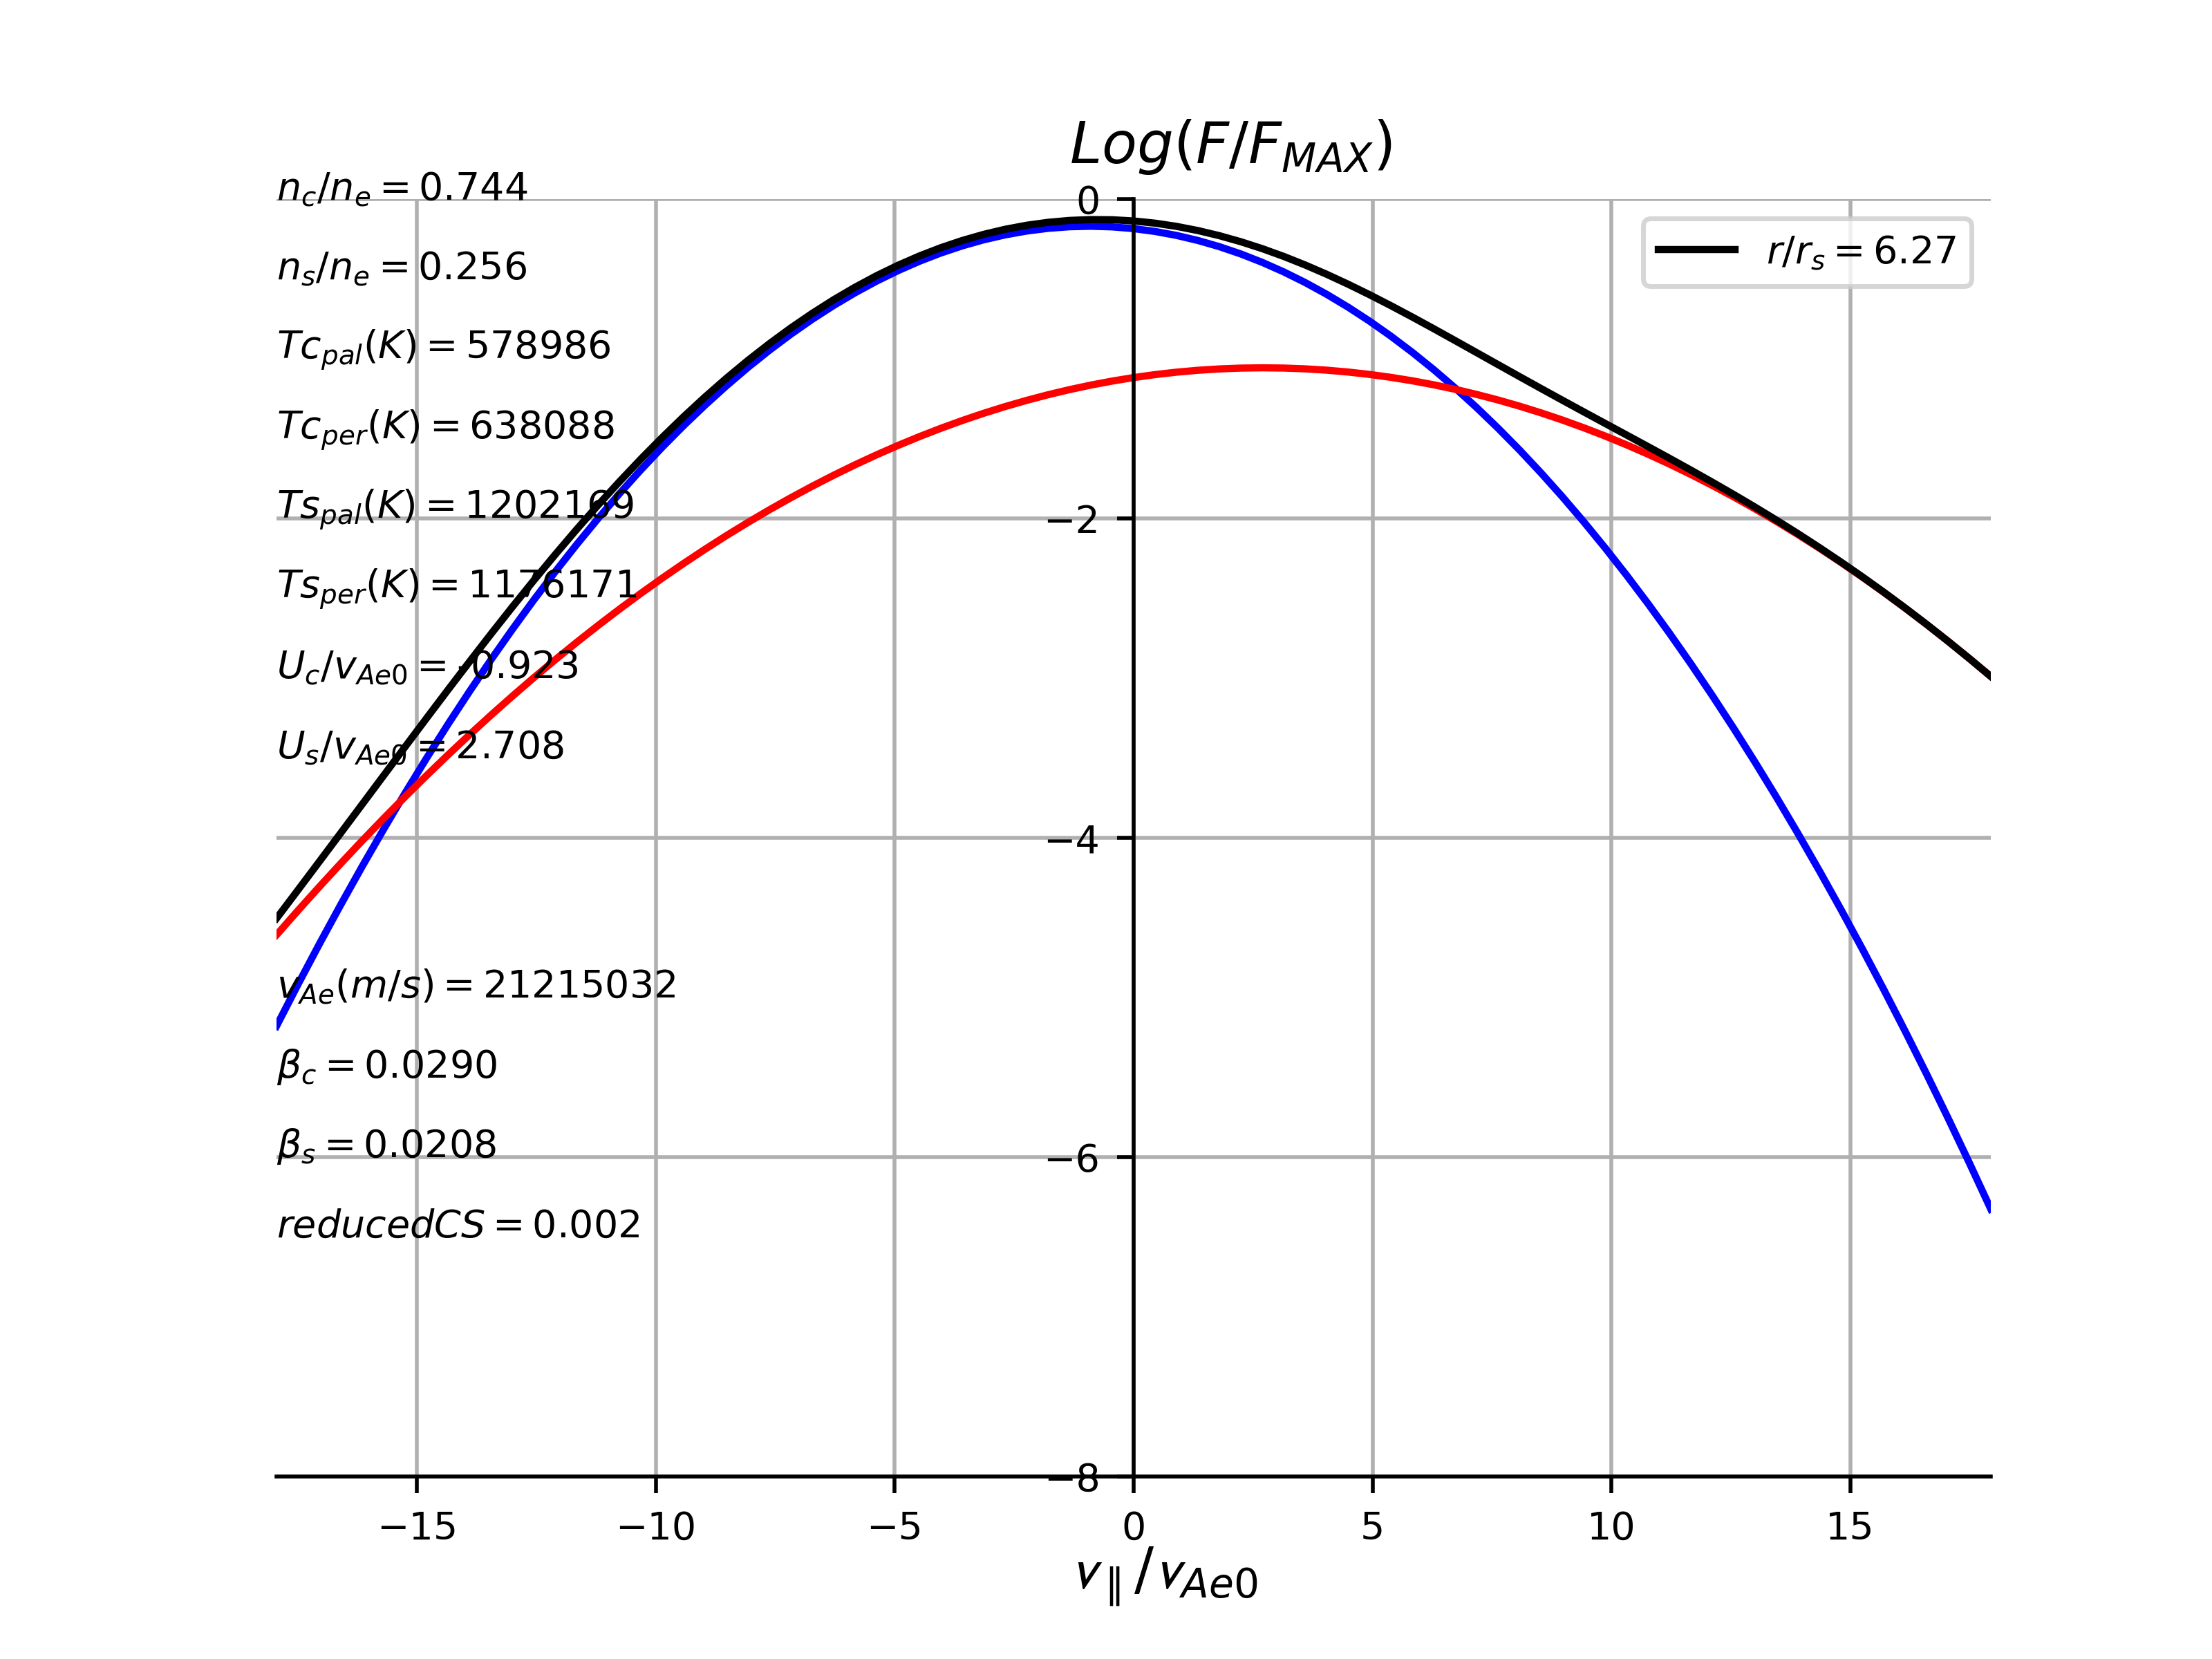 Log(F/F_MAX)
n_c/n_e = 0.744
n_s/n_e = 0.256
Tc_pal(K) = 578986
Tc_per(K) = 638088
Ts_pal(K) = 1202169
Ts_per(K) = 1176171
U_c/v_Ae0 = -0.923
U_s/v_Ae0 = 2.708
v_Ae(m/s) = 21215032
β_c = 0.0290
β_s = 0.0208
reducedCS = 0.002
r/r_s = 6.27
0
−2
−4
−6
−8
−15 −10 −5 0 5 10 15
v_∥/v_Ae0